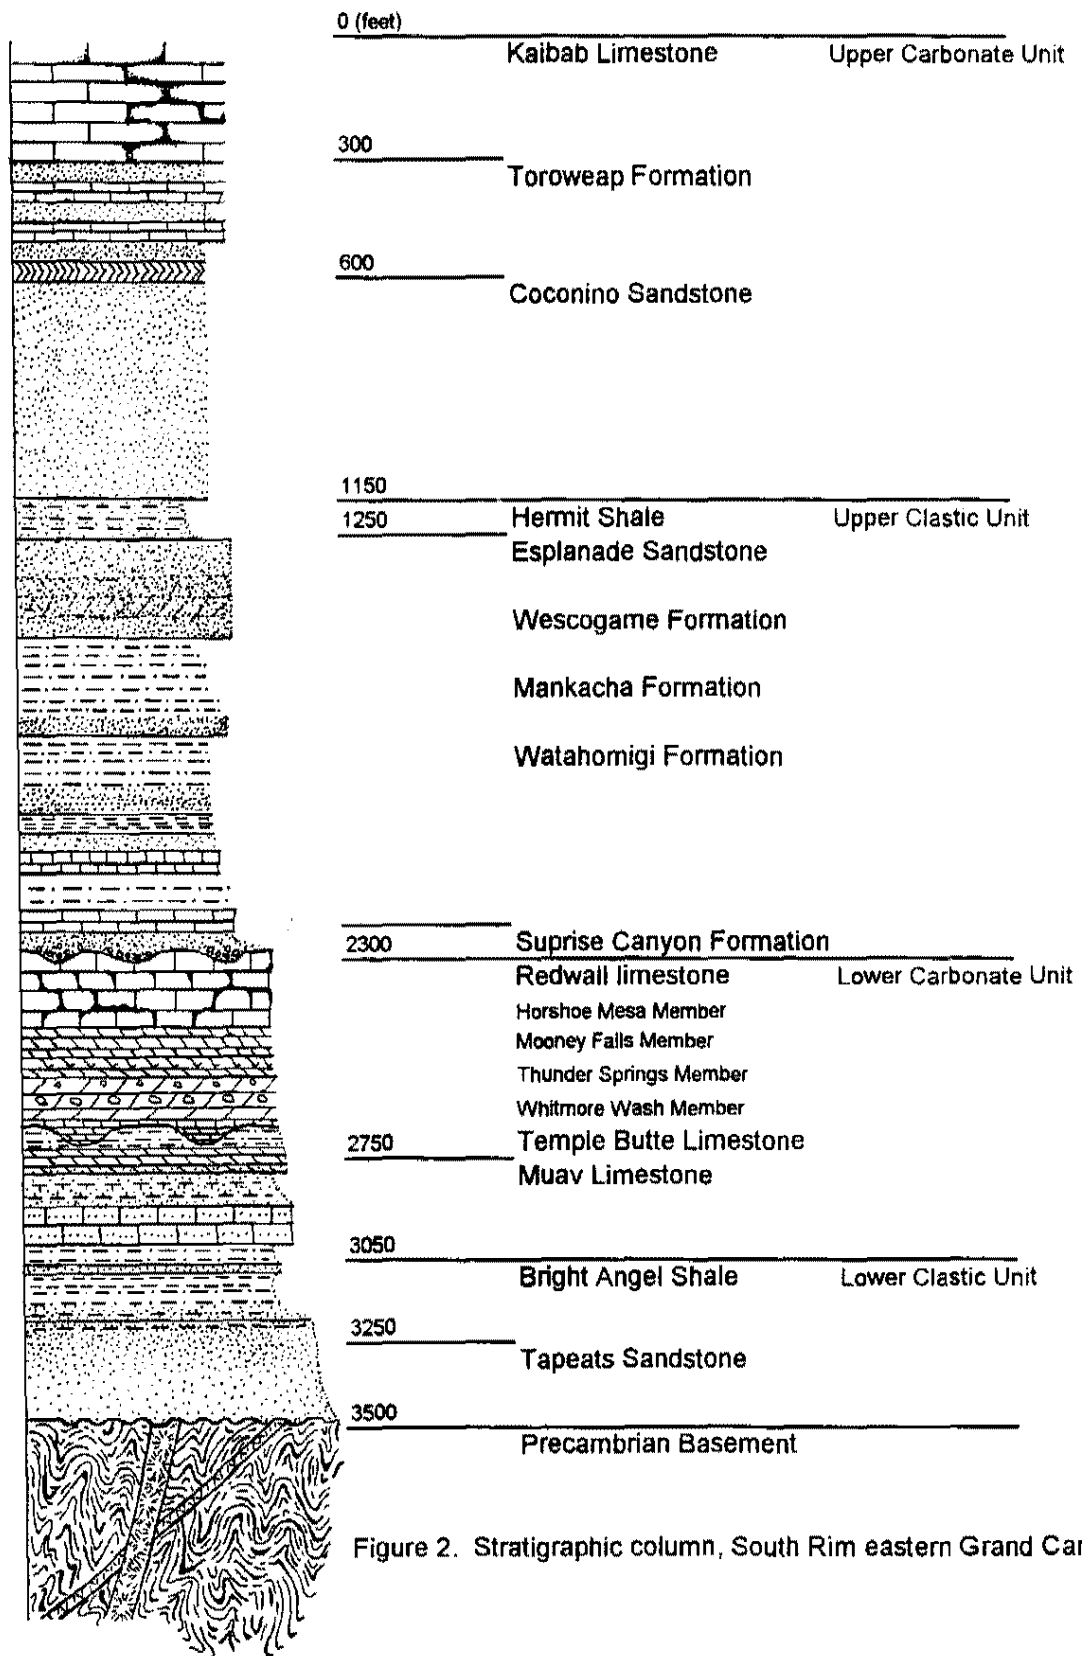 0 (feet)
Kaibab Limestone Upper Carbonate Unit
300
Toroweap Formation
600
Coconino Sandstone
1150
Hermit Shale Upper Clastic Unit
1250
Esplanade Sandstone
Wescogame Formation
Mankacha Formation
Watahomigi Formation
Suprise Canyon Formation
2300
Redwall limestone Lower Carbonate Unit
Horshoe Mesa Member
Mooney Falls Member
Thunder Springs Member
Whitmore Wash Member
Temple Butte Limestone
2750
Muav Limestone
3050
Bright Angel Shale Lower Clastic Unit
3250
Tapeats Sandstone
3500
Precambrian Basement
Figure 2. Stratigraphic column, South Rim eastern Grand